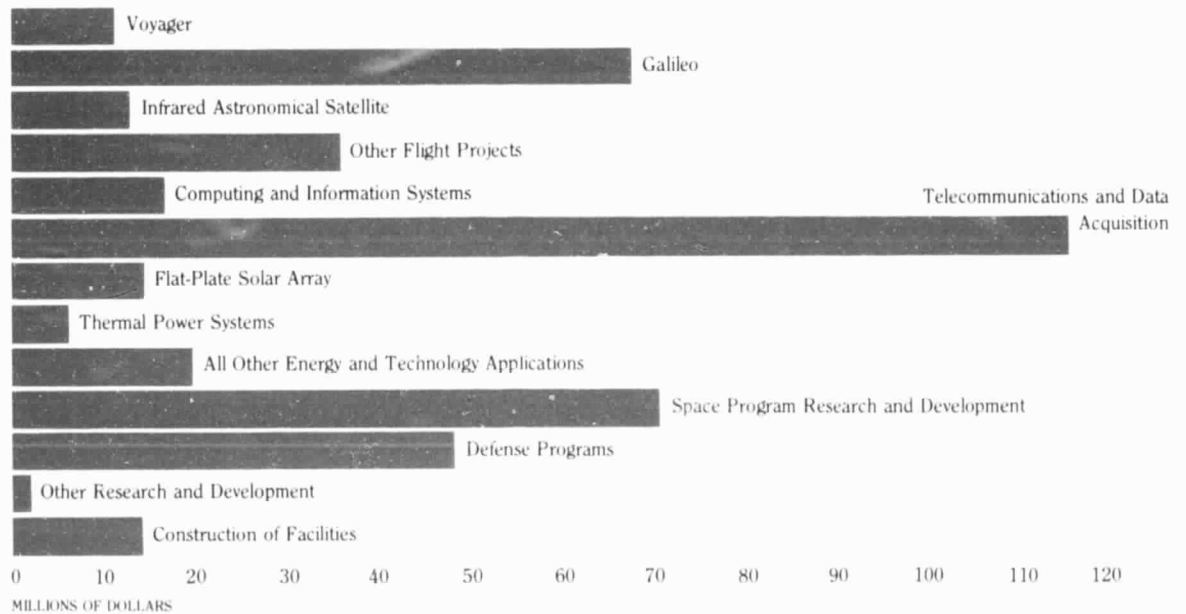 Voyager
Galileo
Infrared Astronomical Satellite
Other Flight Projects
Computing and Information Systems
Telecommunications and Data
Acquisition
Flat-Plate Solar Array
Thermal Power Systems
All Other Energy and Technology Applications
Space Program Research and Development
Defense Programs
Other Research and Development
Construction of Facilities
0 10 20 30 40 50 60 70 80 90 100 110 120
MILLIONS OF DOLLARS